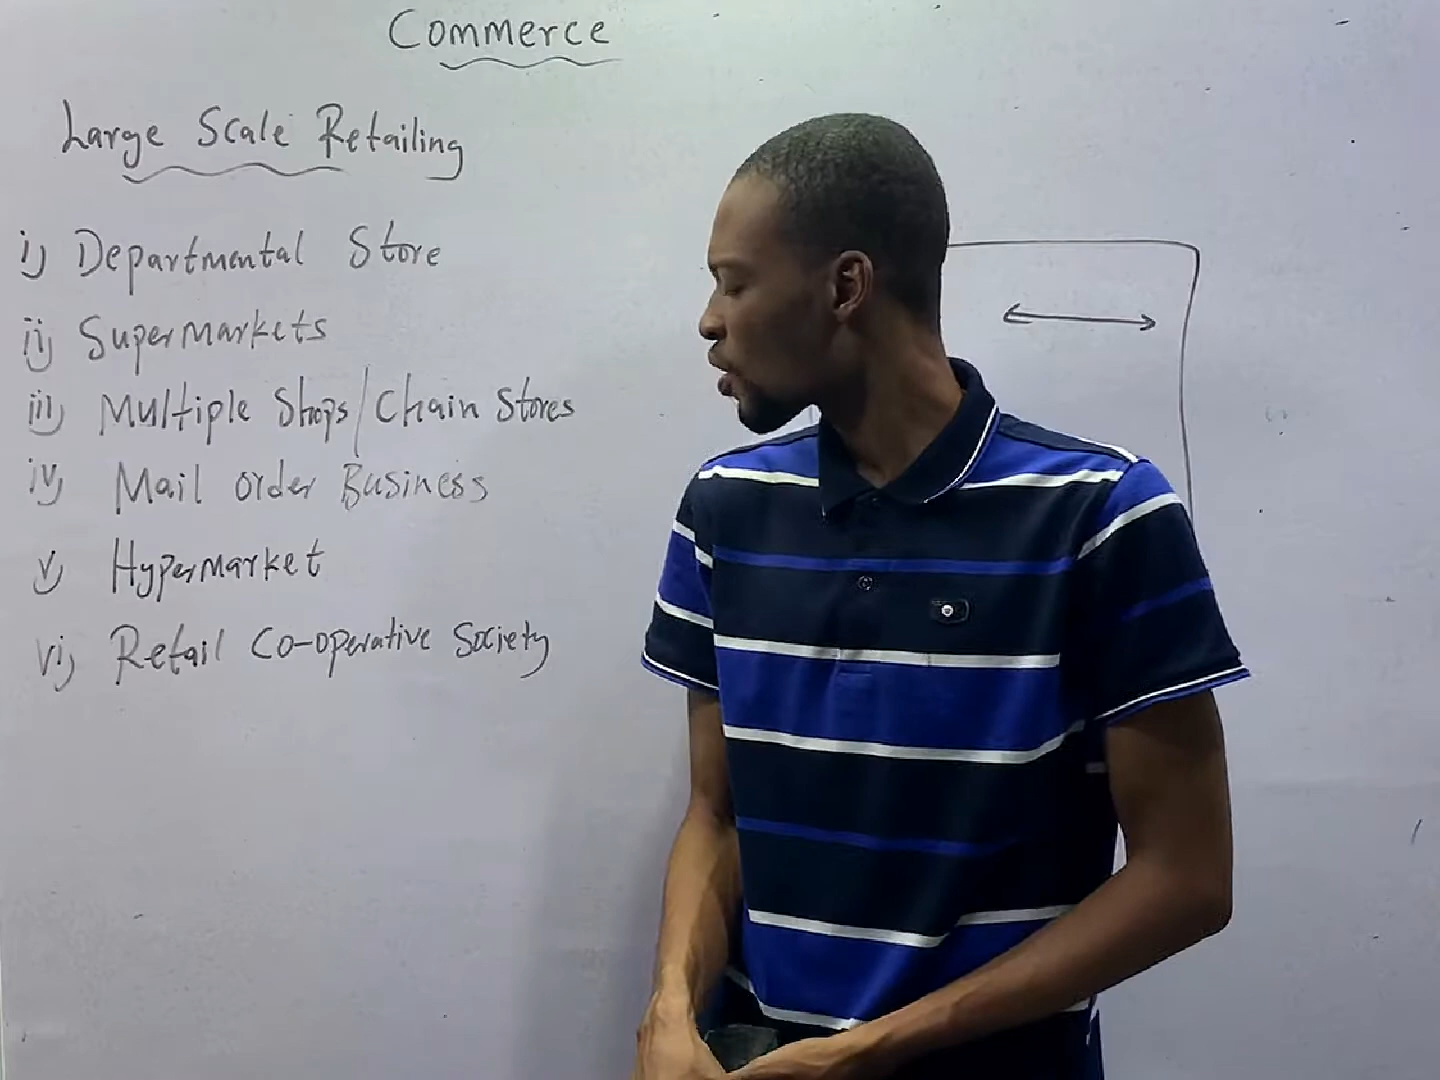 Commerce
Large Scale Retailing
i) Departmental Store
ii) Supermarkets
iii) Multiple Shops/Chain Stores
iv) Mail order Business
v) Hypermarket
vi) Retail Co-operative Society